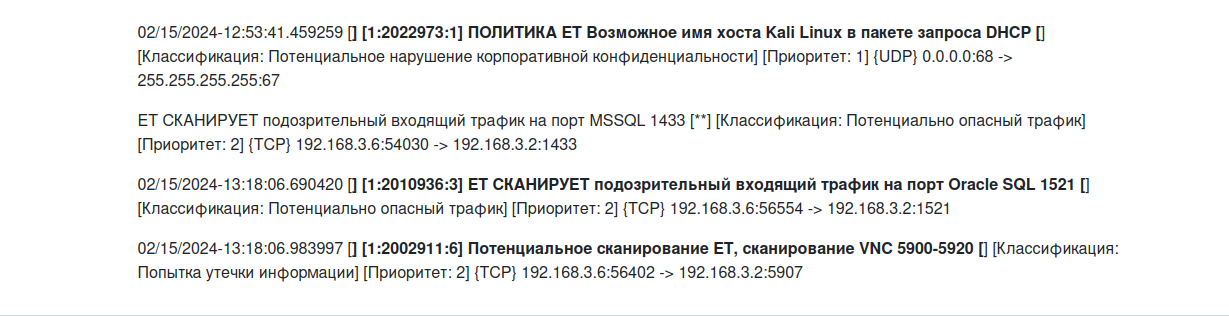 02/15/2024-12:53:41.459259 [] [1:2022973:1] ПОЛИТИКА ET Возможное имя хоста Kali Linux в пакете запроса DHCP []
[Классификация: Потенциальное нарушение корпоративной конфиденциальности] [Приоритет: 1] {UDP} 0.0.0.0:68 ->
255.255.255.255:67
ET СКАНИРУЕТ подозрительный входящий трафик на порт MSSQL 1433 [**] [Классификация: Потенциально опасный трафик]
[Приоритет: 2] {TCP} 192.168.3.6:54030 -> 192.168.3.2:1433
02/15/2024-13:18:06.690420 [] [1:2010936:3] ET СКАНИРУЕТ подозрительный входящий трафик на порт Oracle SQL 1521 []
[Классификация: Потенциально опасный трафик] [Приоритет: 2] {TCP} 192.168.3.6:56554 -> 192.168.3.2:1521
02/15/2024-13:18:06.983997 [] [1:2002911:6] Потенциальное сканирование ET, сканирование VNC 5900-5920 [] [Классификация:
Попытка утечки информации] [Приоритет: 2] {TCP} 192.168.3.6:56402 -> 192.168.3.2:5907